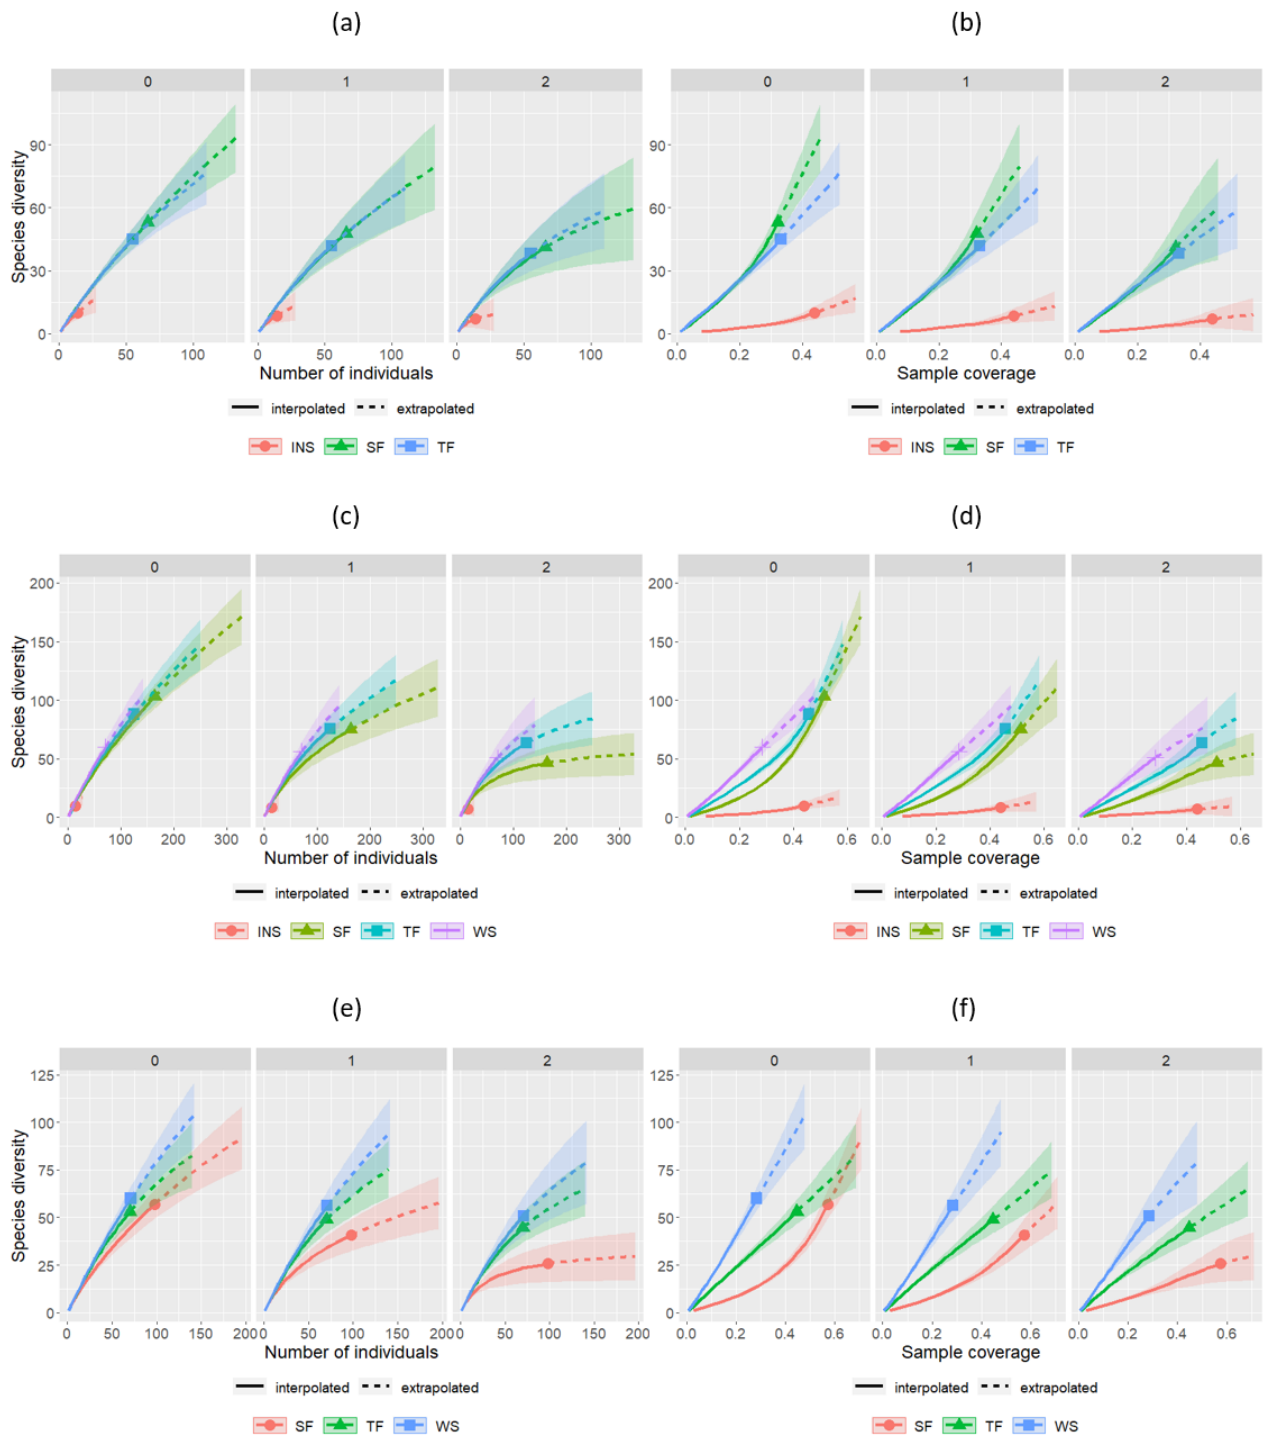 (a) (b)
0 1 2 0 1 2
Species diversity
90
60
30
0
90
60
30
0
0 50 100 0 50 100 0 50 100
0.0 0.2 0.4 0.0 0.2 0.4 0.0 0.2 0.4
Number of individuals Sample coverage
interpolated extrapolated interpolated extrapolated
INS SF TF INS SF TF
(c) (d)
0 1 2 0 1 2
Species diversity
200
150
100
50
0
200
150
100
50
0
0 100 200 300 0 100 200 300 0 100 200 300
0.0 0.2 0.4 0.6 0.0 0.2 0.4 0.6 0.0 0.2 0.4 0.6
Number of individuals Sample coverage
interpolated extrapolated interpolated extrapolated
INS SF TF WS INS SF TF WS
(e) (f)
0 1 2 0 1 2
Species diversity
125
100
75
50
25
0
125
100
75
50
25
0
0 50 100 150 200 0 50 100 150 200 0 50 100 150 200
0.0 0.2 0.4 0.6 0.0 0.2 0.4 0.6 0.0 0.2 0.4 0.6
Number of individuals Sample coverage
interpolated extrapolated interpolated extrapolated
SF TF WS SF TF WS